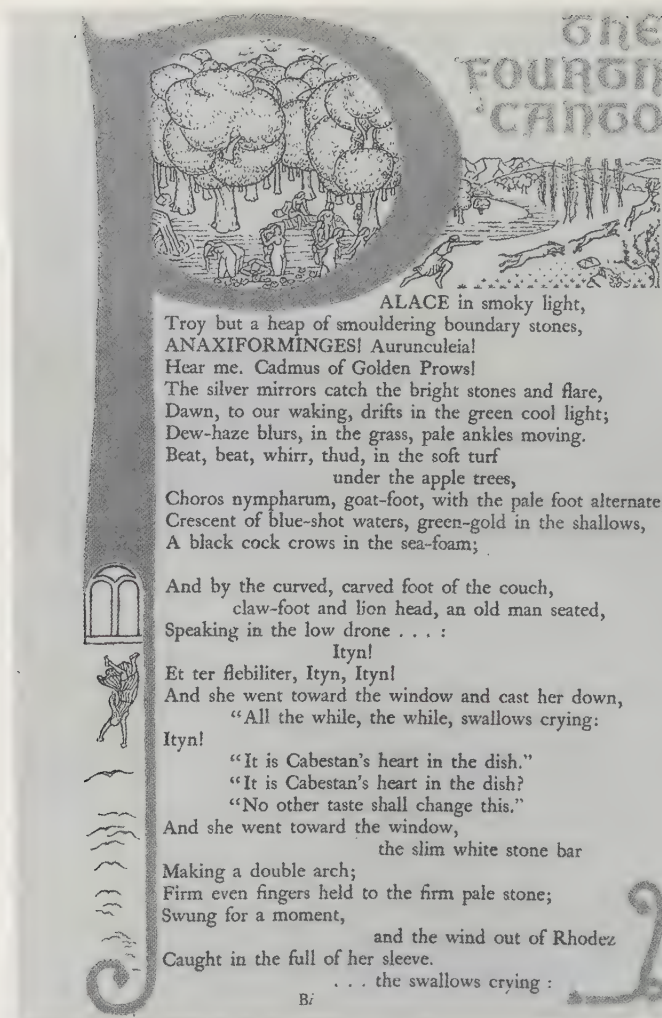 THE
FOURTH
CANTO
PALACE in smoky light,
Troy but a heap of smouldering boundary stones,
ANAXIFORMINGES! Aurunculeia!
Hear me. Cadmus of Golden Prows!
The silver mirrors catch the bright stones and flare,
Dawn, to our waking, drifts in the green cool light;
Dew-haze blurs, in the grass, pale ankles moving.
Beat, beat, whirr, thud, in the soft turf
under the apple trees,
Choros nympharum, goat-foot, with the pale foot alternate
Crescent of blue-shot waters, green-gold in the shallows,
A black cock crows in the sea-foam;
And by the curved, carved foot of the couch,
claw-foot and lion head, an old man seated,
Speaking in the low drone . . . :
Ityn!
Et ter flebiliter, Ityn, Ityn!
And she went toward the window and cast her down,
"All the while, the while, swallows crying:
Ityn!
"It is Cabestan's heart in the dish."
"It is Cabestan's heart in the dish?
"No other taste shall change this."
And she went toward the window,
the slim white stone bar
Making a double arch;
Firm even fingers held to the firm pale stone;
Swung for a moment,
and the wind out of Rhodez
Caught in the full of her sleeve.
. . . the swallows crying :
Bi